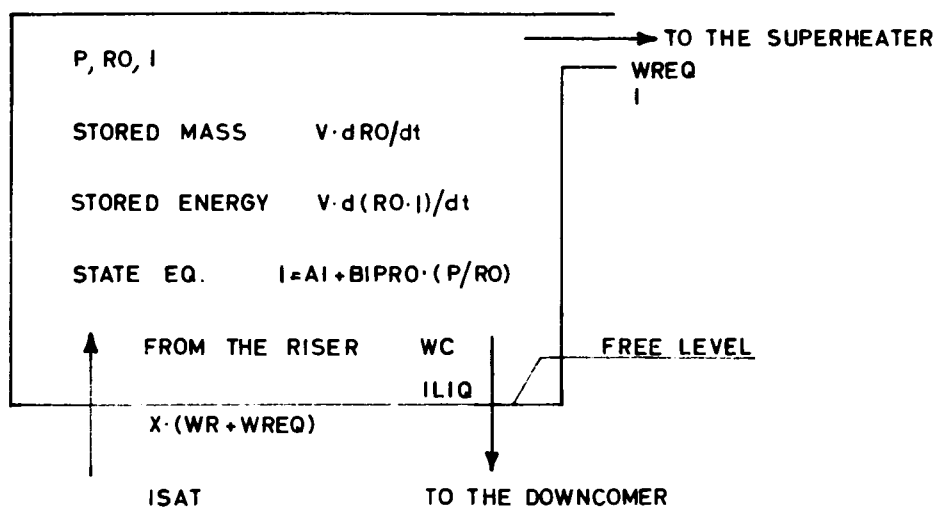 TO THE SUPERHEATER
P, RO, I
WREQ
I
STORED MASS V·dRO/dt
STORED ENERGY V·d(RO·I)/dt
STATE EQ. I=AI+BIPRO·(P/RO)
FROM THE RISER WC FREE LEVEL
ILIQ
X·(WR+WREQ)
ISAT TO THE DOWNCOMER